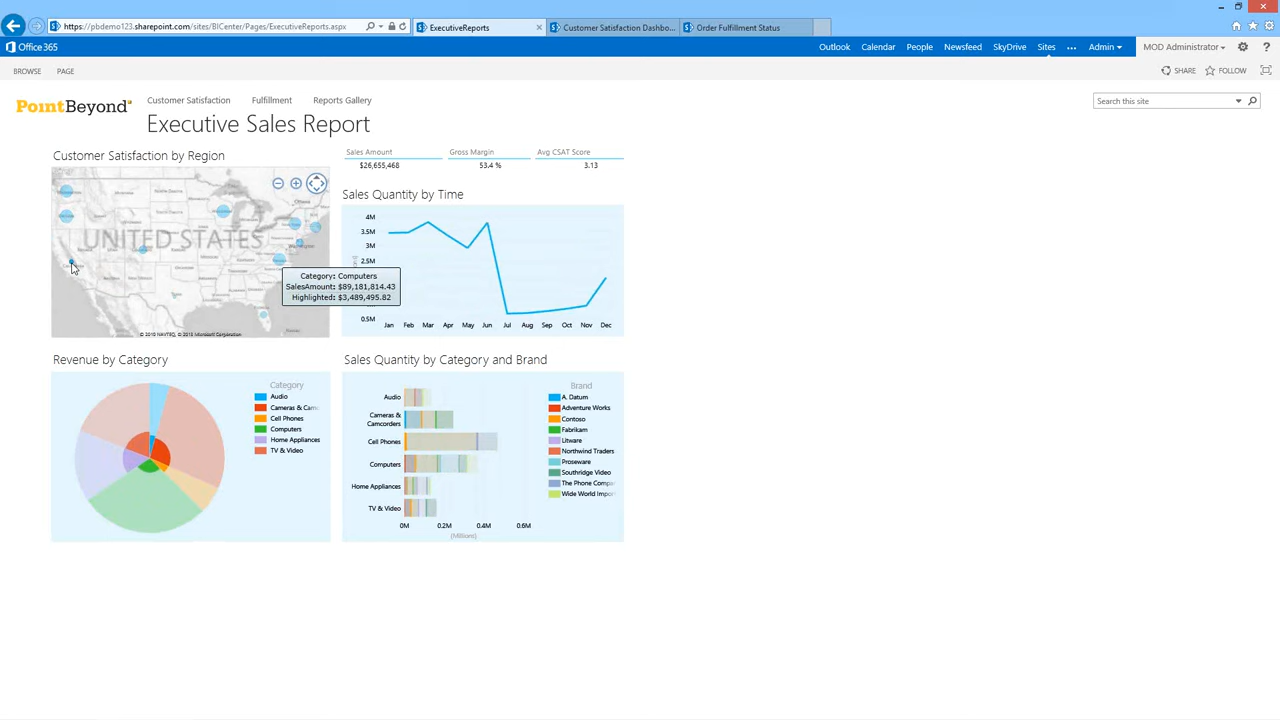 https://pbdemo123.sharepoint.com/sites/BICenter/Pages/ExecutiveReports.aspx
ExecutiveReports
Customer Satisfaction Dashbo...
Order Fulfillment Status
Office 365
Outlook Calendar People Newsfeed SkyDrive Sites ... Admin
MOD Administrator
BROWSE PAGE
SHARE FOLLOW
PointBeyond
Customer Satisfaction Fulfillment Reports Gallery
Search this site
Executive Sales Report
Customer Satisfaction by Region
UNITED STATES
Ottawa
Washington
© 2010 NAVTEQ, © 2013 Microsoft Corporation
Sales Amount Gross Margin Avg CSAT Score
$26,655,468 53.4 % 3.13
Sales Quantity by Time
4M
3.5M
3M
2.5M
0.5M
Jan Feb Mar Apr May Jun Jul Aug Sep Oct Nov Dec
Category: Computers
SalesAmount: $89,181,814.43
Highlighted: $3,489,495.82
Revenue by Category
Category
Audio
Cameras & Cam
Cell Phones
Computers
Home Appliances
TV & Video
Sales Quantity by Category and Brand
Audio
Cameras &
Camcorders
Cell Phones
Computers
Home Appliances
TV & Video
0M 0.2M 0.4M 0.6M
(Millions)
Brand
A. Datum
Adventure Works
Contoso
Fabrikam
Litware
Northwind Traders
Proseware
Southridge Video
The Phone Compa
Wide World Impor